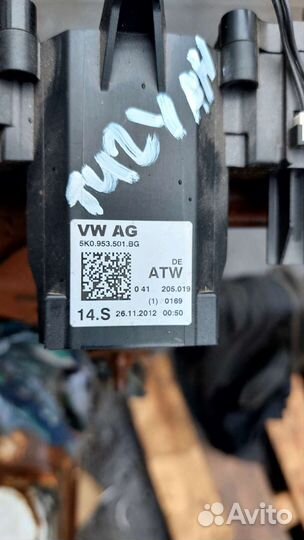 VW AG
5K0.953.501.BG
DE
ATW
0 41 205.019
(1) 0169
14.S 26.11.2012 00:50
Avito